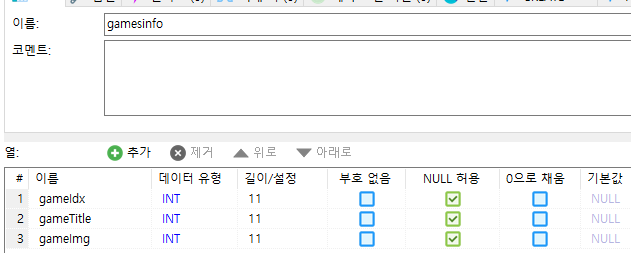 이름: gamesinfo
코멘트:
열: 추가 제거 위로 아래로
# 이름 데이터 유형 길이/설정 부호 없음 NULL 허용 0으로 채움 기본값
1 gameIdx INT 11 NULL
2 gameTitle INT 11 NULL
3 gameImg INT 11 NULL